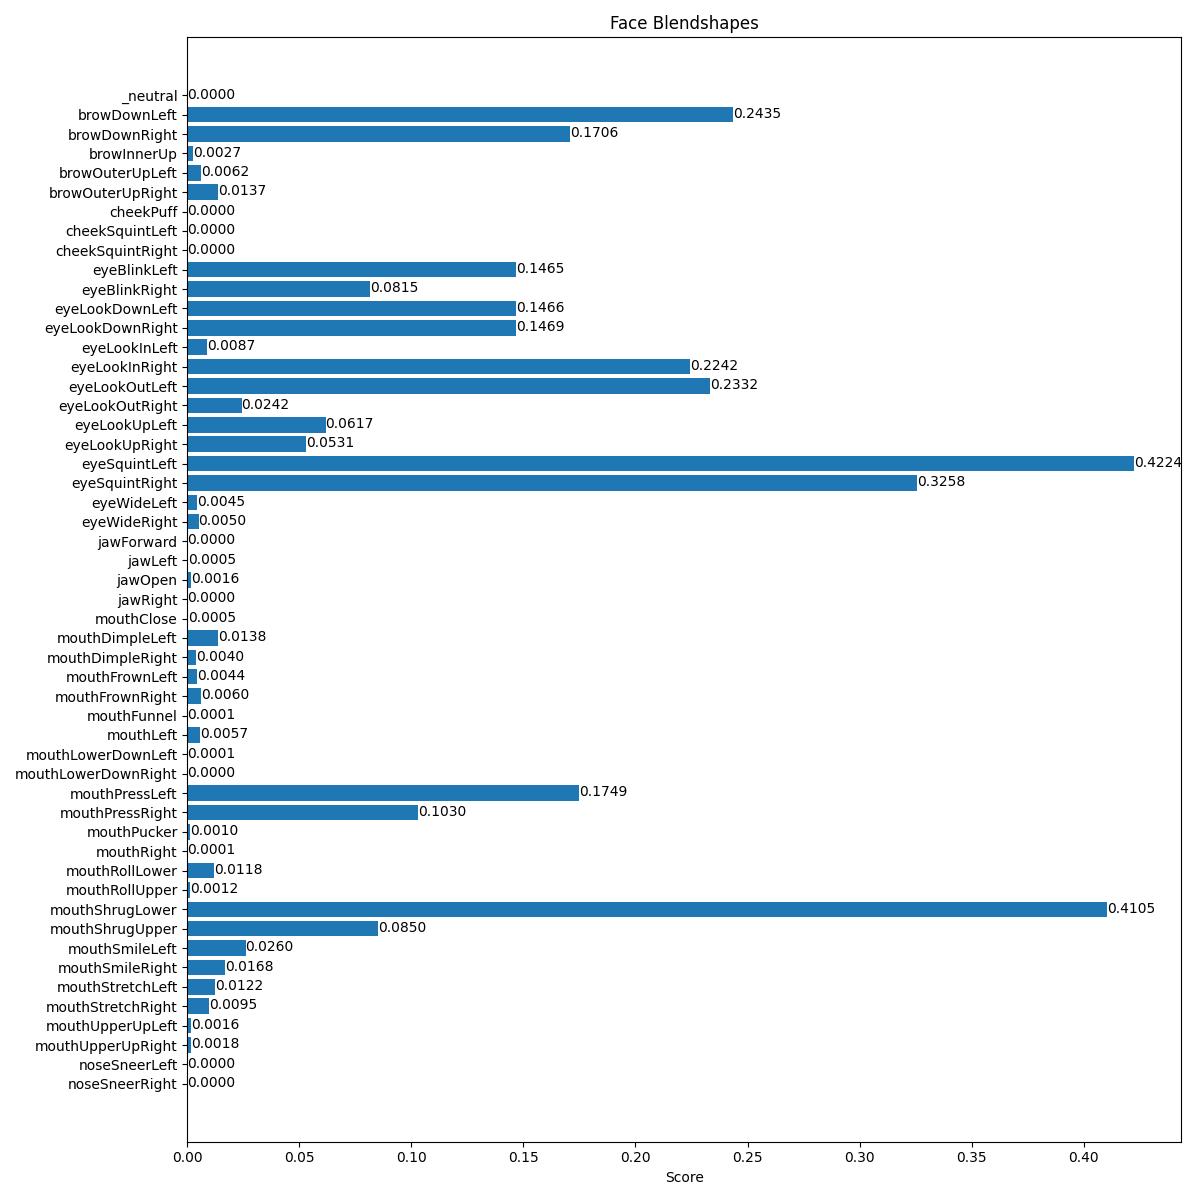 Face Blendshapes
_neutral 0.0000
browDownLeft 0.2435
browDownRight 0.1706
browInnerUp 0.0027
browOuterUpLeft 0.0062
browOuterUpRight 0.0137
cheekPuff 0.0000
cheekSquintLeft 0.0000
cheekSquintRight 0.0000
eyeBlinkLeft 0.1465
eyeBlinkRight 0.0815
eyeLookDownLeft 0.1466
eyeLookDownRight 0.1469
eyeLookInLeft 0.0087
eyeLookInRight 0.2242
eyeLookOutLeft 0.2332
eyeLookOutRight 0.0242
eyeLookUpLeft 0.0617
eyeLookUpRight 0.0531
eyeSquintLeft 0.4224
eyeSquintRight 0.3258
eyeWideLeft 0.0045
eyeWideRight 0.0050
jawForward 0.0000
jawLeft 0.0005
jawOpen 0.0016
jawRight 0.0000
mouthClose 0.0005
mouthDimpleLeft 0.0138
mouthDimpleRight 0.0040
mouthFrownLeft 0.0044
mouthFrownRight 0.0060
mouthFunnel 0.0001
mouthLeft 0.0057
mouthLowerDownLeft 0.0001
mouthLowerDownRight 0.0000
mouthPressLeft 0.1749
mouthPressRight 0.1030
mouthPucker 0.0010
mouthRight 0.0001
mouthRollLower 0.0118
mouthRollUpper 0.0012
mouthShrugLower 0.4105
mouthShrugUpper 0.0850
mouthSmileLeft 0.0260
mouthSmileRight 0.0168
mouthStretchLeft 0.0122
mouthStretchRight 0.0095
mouthUpperUpLeft 0.0016
mouthUpperUpRight 0.0018
noseSneerLeft 0.0000
noseSneerRight 0.0000
0.00 0.05 0.10 0.15 0.20 0.25 0.30 0.35 0.40
Score